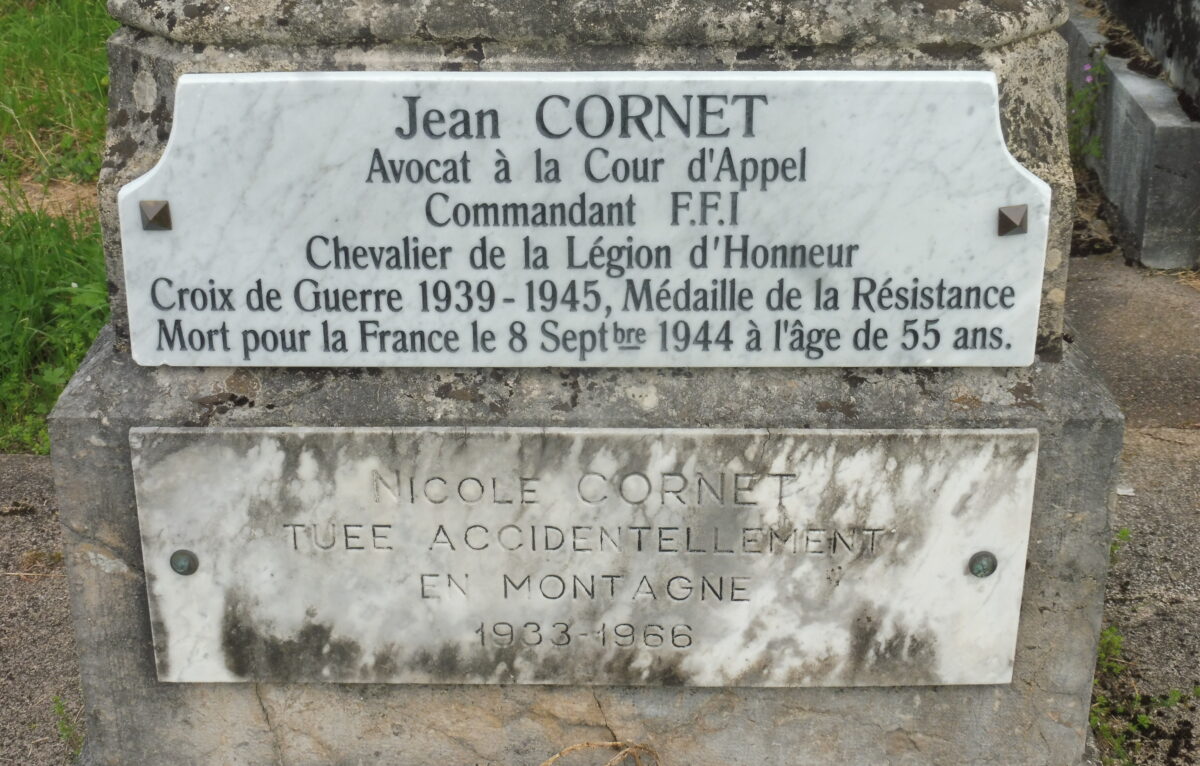 Jean CORNET
Avocat à la Cour d'Appel
Commandant F.F.I
Chevalier de la Légion d'Honneur
Croix de Guerre 1939-1945, Médaille de la Résistance
Mort pour la France le 8 Septbre 1944 à l'âge de 55 ans.
NICOLE CORNET
TUEE ACCIDENTELLEMENT
EN MONTAGNE
1933-1966